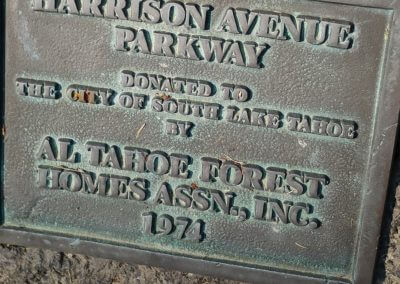 HARRISON AVENUE
PARKWAY
DONATED TO
THE CITY OF SOUTH LAKE TAHOE
BY
AL TAHOE FOREST
HOMES ASSN., INC.
1974